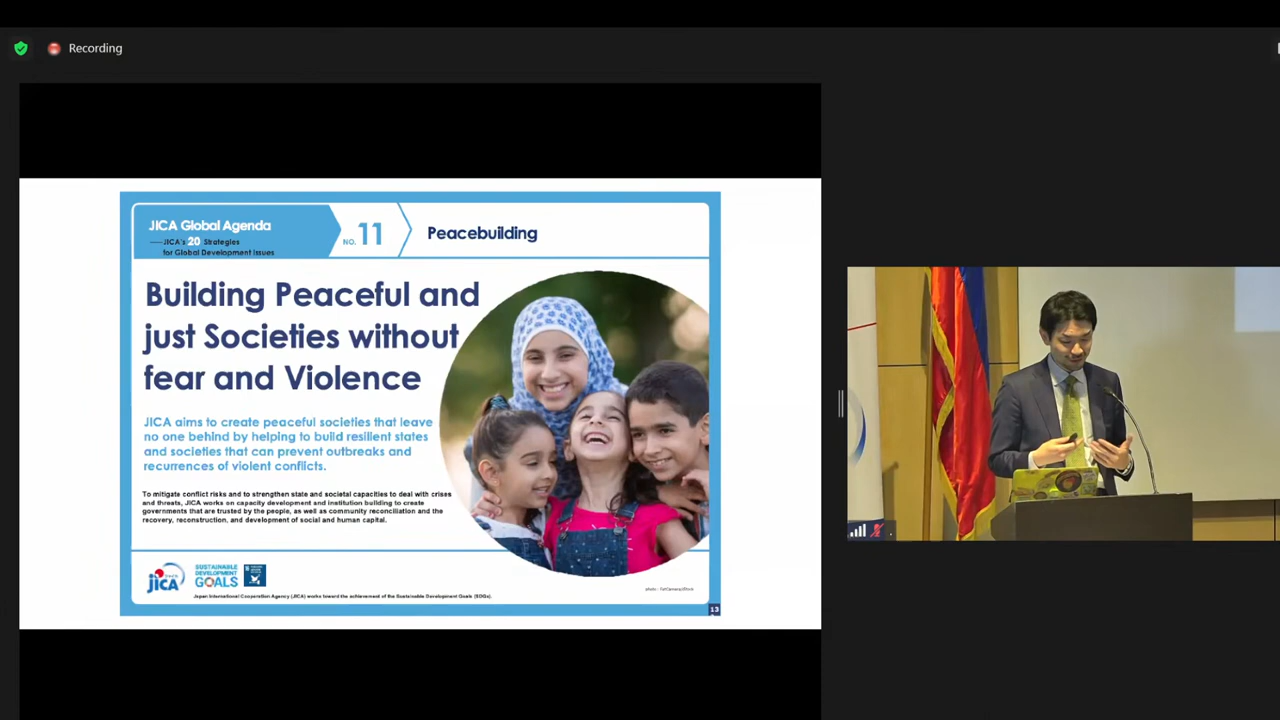 Recording
JICA Global Agenda
JICA's 20 Strategies
for Global Development Issues
NO. 11
Peacebuilding
Building Peaceful and
just Societies without
fear and Violence
JICA aims to create peaceful societies that leave
no one behind by helping to build resilient states
and societies that can prevent outbreaks and
recurrences of violent conflicts.
To mitigate conflict risks and to strengthen state and societal capacities to deal with crises
and threats, JICA works on capacity development and institution building to create
governments that are trusted by the people, as well as community reconciliation and the
recovery, reconstruction, and development of social and human capital.
JICA
SUSTAINABLE
DEVELOPMENT
GOALS
Japan International Cooperation Agency (JICA) works toward the achievement of the Sustainable Development Goals (SDGs).
13